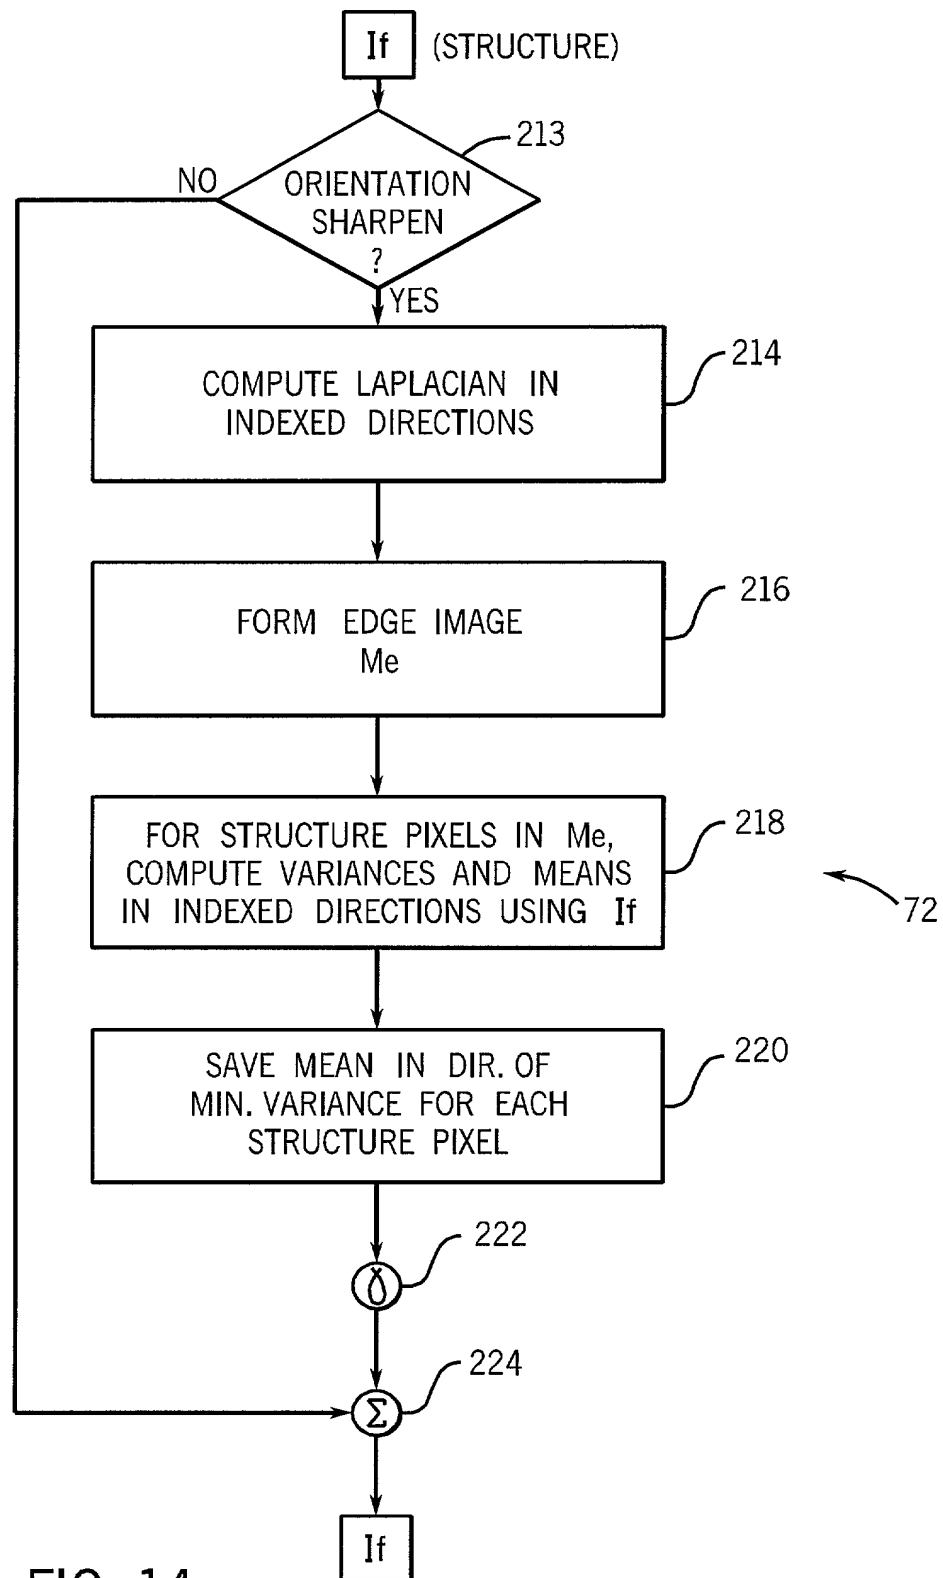 If (STRUCTURE)
213
NO
ORIENTATION
SHARPEN
?
YES
214
COMPUTE LAPLACIAN IN
INDEXED DIRECTIONS
216
FORM EDGE IMAGE
Me
218
FOR STRUCTURE PIXELS IN Me,
COMPUTE VARIANCES AND MEANS
IN INDEXED DIRECTIONS USING If
72
220
SAVE MEAN IN DIR. OF
MIN. VARIANCE FOR EACH
STRUCTURE PIXEL
222
γ
224
Σ
If
FIG. 14